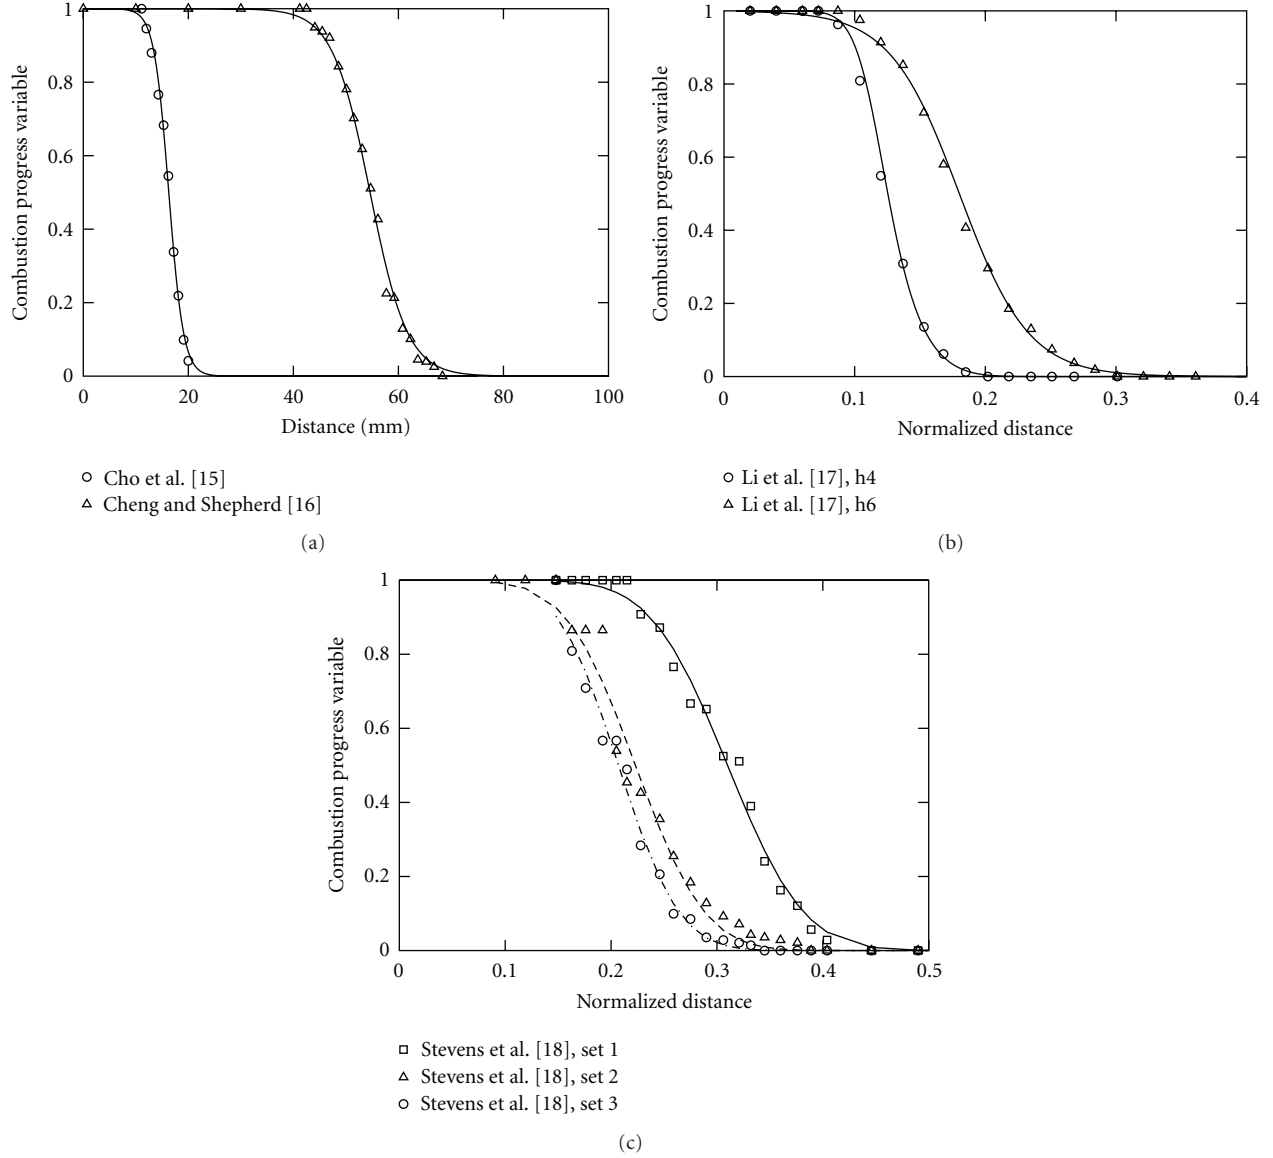 1
0.8
0.6
0.4
0.2
0
Combustion progress variable
0 20 40 60 80 100
Distance (mm)
Cho et al. [15]
Cheng and Shepherd [16]
(a)
1
0.8
0.6
0.4
0.2
0
Combustion progress variable
0 0.1 0.2 0.3 0.4
Normalized distance
Li et al. [17], h4
Li et al. [17], h6
(b)
1
0.8
0.6
0.4
0.2
0
Combustion progress variable
0 0.1 0.2 0.3 0.4 0.5
Normalized distance
Stevens et al. [18], set 1
Stevens et al. [18], set 2
Stevens et al. [18], set 3
(c)